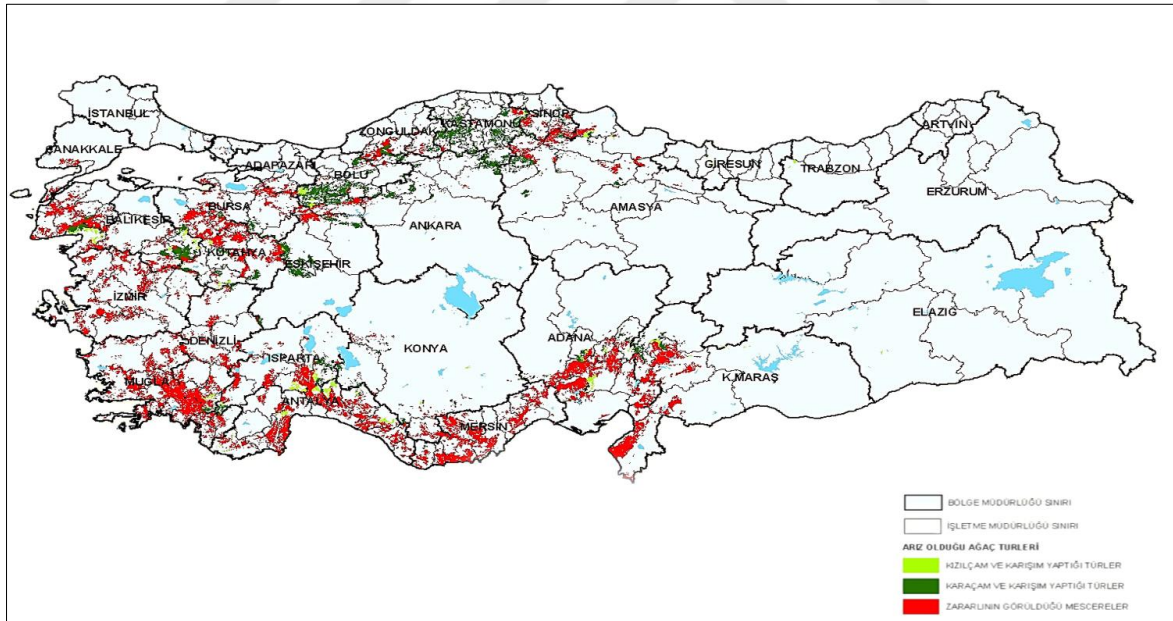 İSTANBUL
ÇANAKKALE
ADAPAZARI
ZONGULDAK
KASTAMONU
SİNOP
BOLU
BALIKESİR
BURSA
KÜTAHYA
ESKİŞEHİR
ANKARA
AMASYA
GİRESUN
TRABZON
ARTVİN
ERZURUM
İZMİR
DENİZLİ
ISPARTA
KONYA
ADANA
ELAZIĞ
K.MARAŞ
MUĞLA
ANTALYA
MERSİN
BÖLGE MÜDÜRLÜĞÜ SINIRI
İŞLETME MÜDÜRLÜĞÜ SINIRI
ARIZ OLDUĞU AĞAÇ TÜRLERİ
KIZILÇAM VE KARIŞIM YAPTIĞI TÜRLER
KARAÇAM VE KARIŞIM YAPTIĞI TÜRLER
ZARARLININ GÖRÜLDÜĞÜ MESCERELER